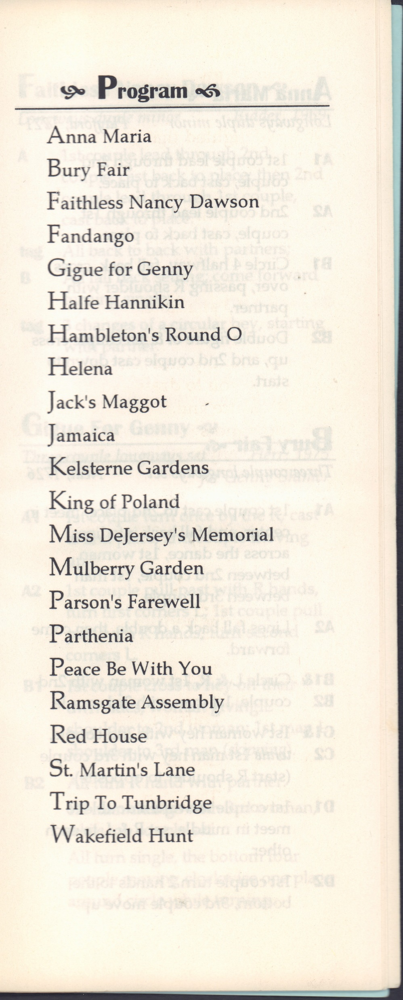 Program
Anna Maria
Bury Fair
Faithless Nancy Dawson
Fandango
Gigue for Genny
Halfe Hannikin
Hambleton's Round O
Helena
Jack's Maggot
Jamaica
Kelsterne Gardens
King of Poland
Miss DeJersey's Memorial
Mulberry Garden
Parson's Farewell
Parthenia
Peace Be With You
Ramsgate Assembly
Red House
St. Martin's Lane
Trip To Tunbridge
Wakefield Hunt